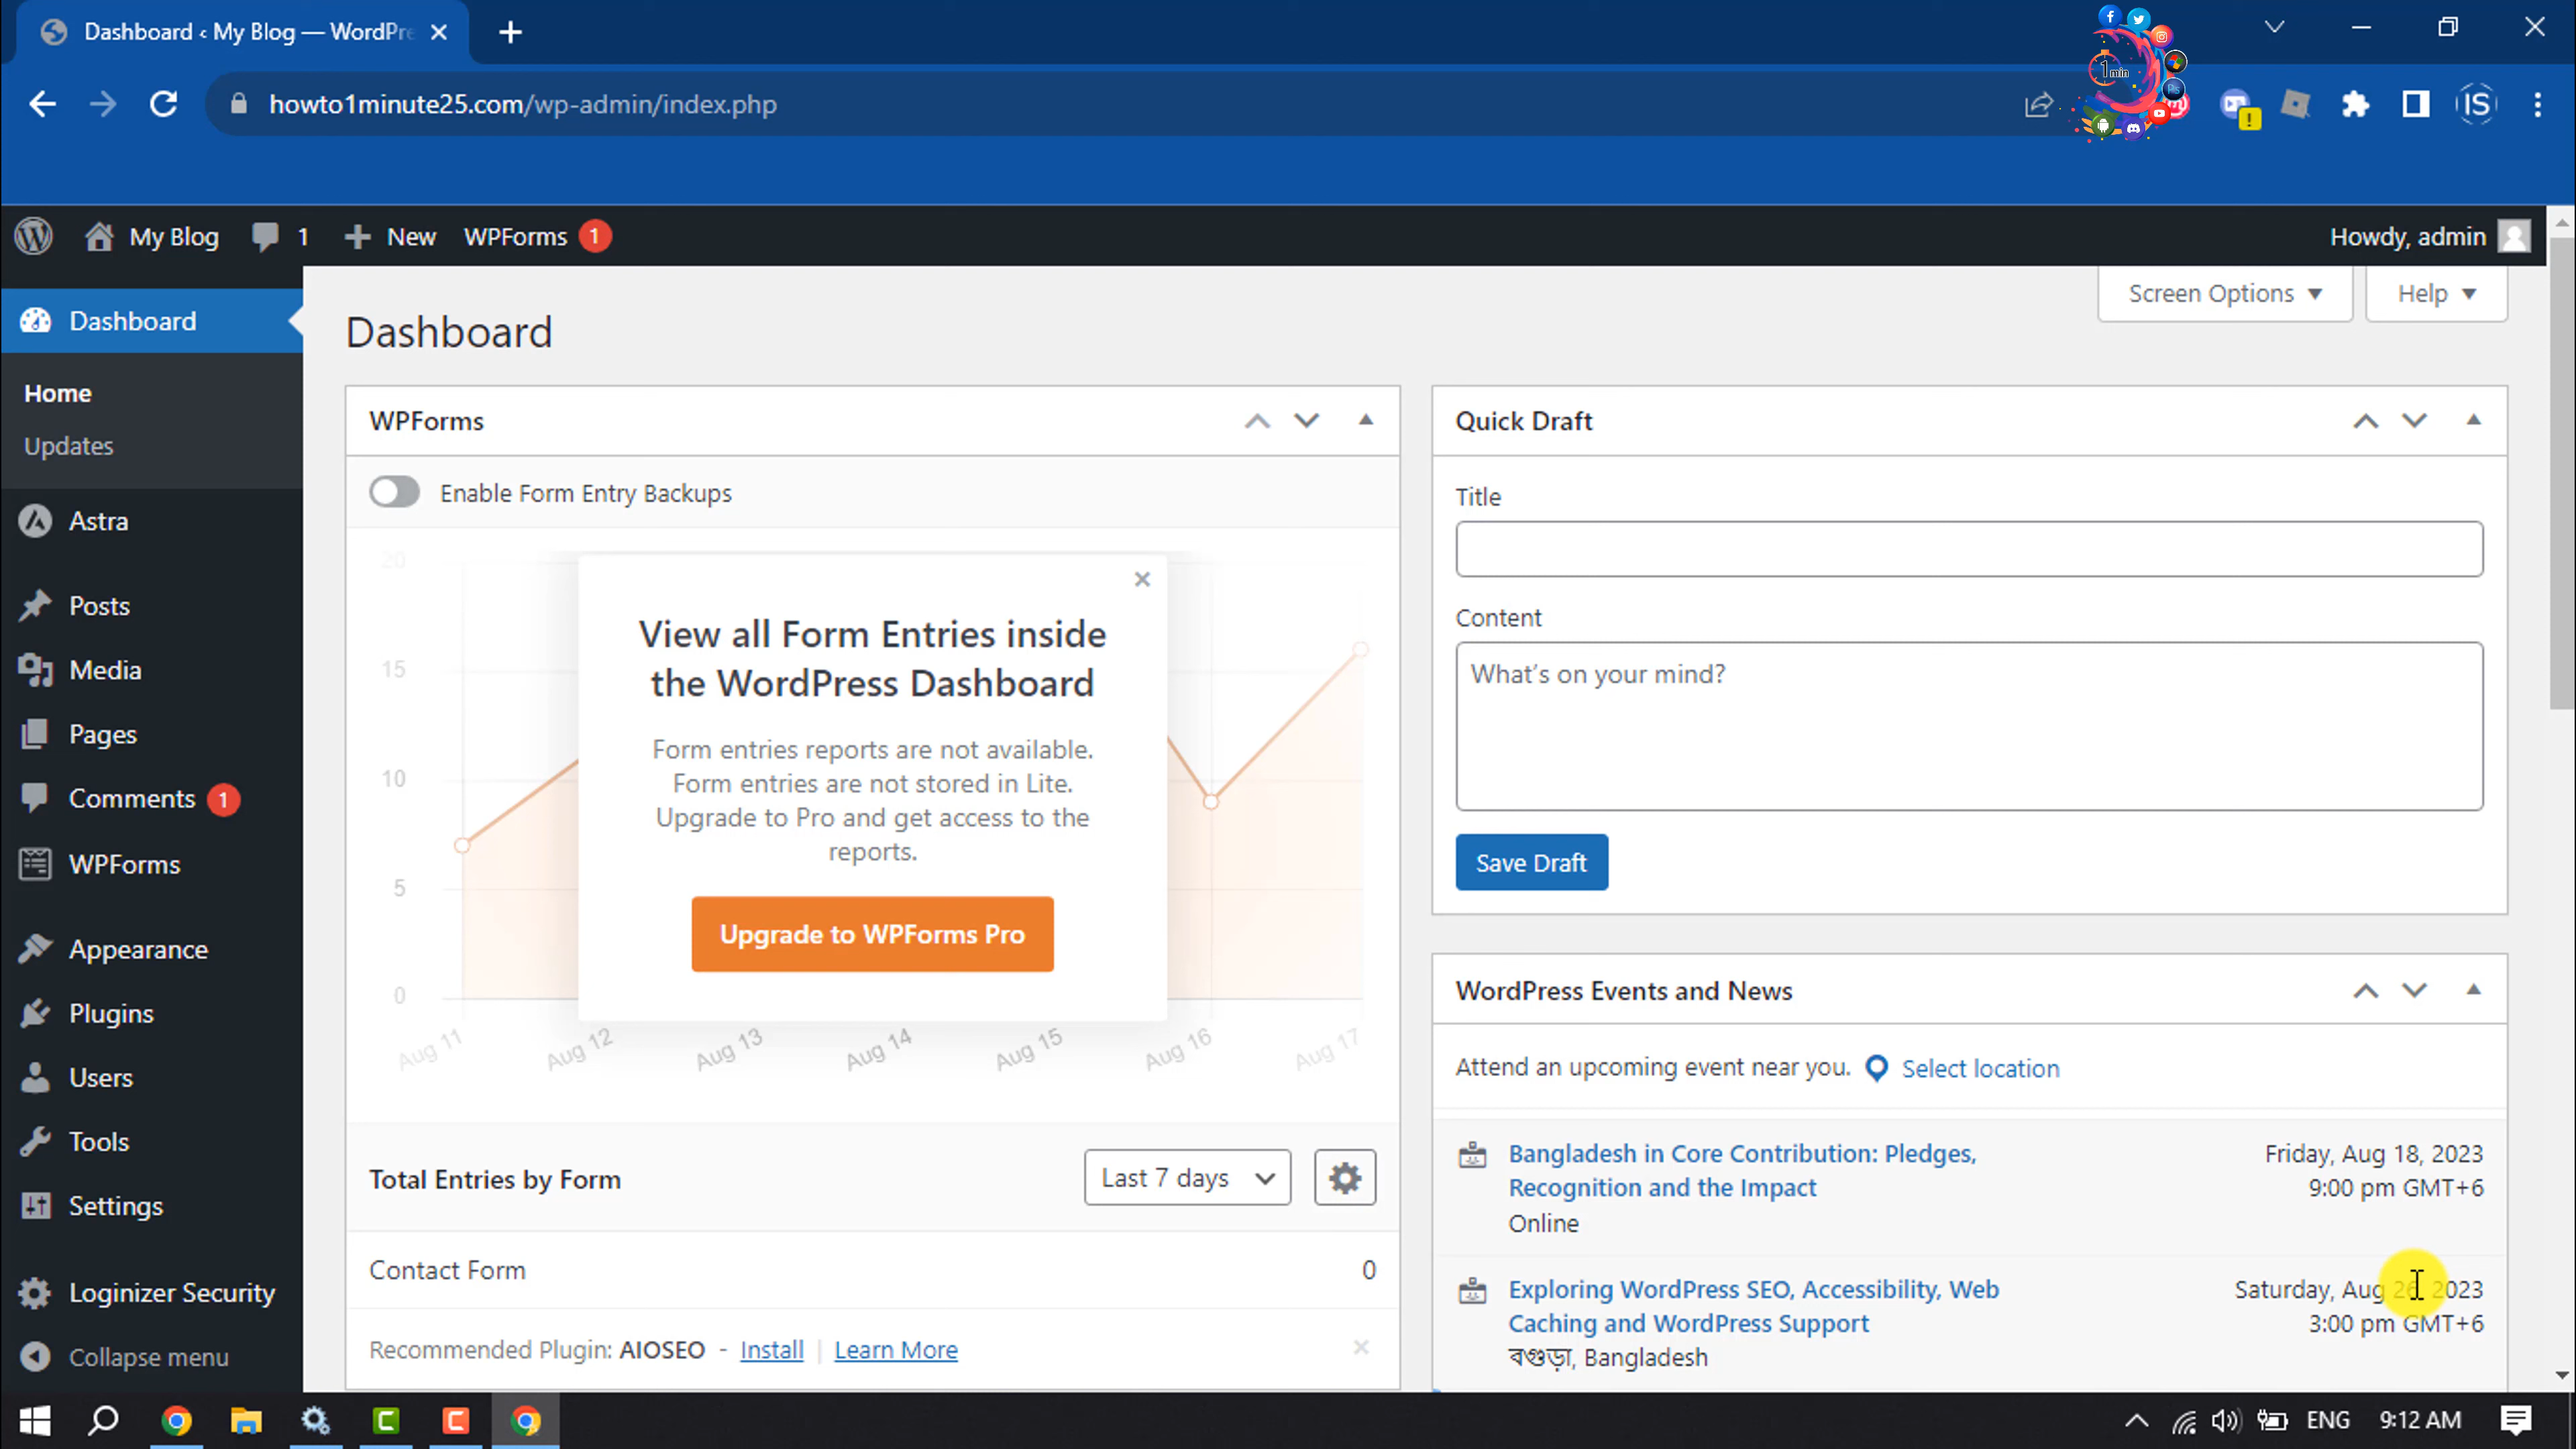 Dashboard ‹ My Blog — WordPre
1 min
howto1minute25.com/wp-admin/index.php
IS
My Blog
1
New
WPForms 1
Howdy, admin
Screen Options
Help
Dashboard
Home
Updates
Astra
Posts
Media
Pages
Comments 1
WPForms
Appearance
Plugins
Users
Tools
Settings
Loginizer Security
Collapse menu
Dashboard
WPForms
Enable Form Entry Backups
20
15
10
5
0
View all Form Entries inside
the WordPress Dashboard
Form entries reports are not available.
Form entries are not stored in Lite.
Upgrade to Pro and get access to the
reports.
Upgrade to WPForms Pro
Aug 11
Aug 12
Aug 13
Aug 14
Aug 15
Aug 16
Aug 17
Total Entries by Form
Last 7 days
Contact Form 0
Recommended Plugin: AIOSEO - Install | Learn More
Quick Draft
Title
Content
What's on your mind?
Save Draft
WordPress Events and News
Attend an upcoming event near you. Select location
Bangladesh in Core Contribution: Pledges,
Recognition and the Impact
Online
Friday, Aug 18, 2023
9:00 pm GMT+6
Exploring WordPress SEO, Accessibility, Web
Caching and WordPress Support
বগুড়া, Bangladesh
Saturday, Aug 26, 2023
3:00 pm GMT+6
ENG
9:12 AM